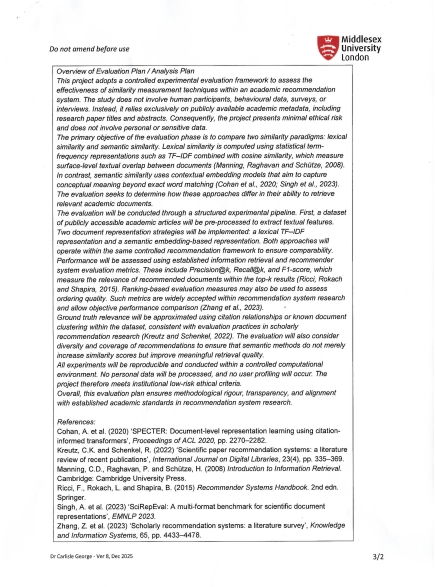 Do not amend before use
Middlesex
University
London
Overview of Evaluation Plan / Analysis Plan
This project adopts a controlled experimental evaluation framework to assess the
effectiveness of similarity measurement techniques within an academic recommendation
system. The study does not involve human participants, behavioural data, surveys, or
interviews. Instead, it relies exclusively on publicly available academic metadata, including
research paper titles and abstracts. Consequently, the project presents minimal ethical risk
and does not involve personal or sensitive data.
The primary objective of the evaluation phase is to compare two similarity paradigms: lexical
similarity and semantic similarity. Lexical similarity is computed using statistical term-
frequency representations such as TF–IDF combined with cosine similarity, which measure
surface-level textual overlap between documents (Manning, Raghavan and Schütze, 2008).
In contrast, semantic similarity uses contextual embedding models that aim to capture
conceptual meaning beyond exact word matching (Cohan et al., 2020; Singh et al., 2023).
The evaluation seeks to determine how these approaches differ in their ability to retrieve
relevant academic documents.
The evaluation will be conducted through a structured experimental pipeline. First, a dataset
of publicly accessible academic articles will be pre-processed to extract textual features.
Two document representation strategies will be implemented: a lexical TF–IDF
representation and a semantic embedding-based representation. Both approaches will
operate within the same controlled recommendation framework to ensure comparability.
Performance will be assessed using established information retrieval and recommender
system evaluation metrics. These include Precision@k, Recall@k, and F1-score, which
measure the relevance of recommended documents within the top-k results (Ricci, Rokach
and Shapira, 2015). Ranking-based evaluation measures may also be used to assess
ordering quality. Such metrics are widely accepted within recommendation system research
and allow objective performance comparison (Zhang et al., 2023).
Ground truth relevance will be approximated using citation relationships or known document
clustering within the dataset, consistent with evaluation practices in scholarly
recommendation research (Kreutz and Schenkel, 2022). The evaluation will also consider
diversity and coverage of recommendations to ensure that semantic methods do not merely
increase similarity scores but improve meaningful retrieval quality.
All experiments will be reproducible and conducted within a controlled computational
environment. No personal data will be processed, and no user profiling will occur. The
project therefore meets institutional low-risk ethical criteria.
Overall, this evaluation plan ensures methodological rigour, transparency, and alignment
with established academic standards in recommendation system research.
References:
Cohan, A. et al. (2020) 'SPECTER: Document-level representation learning using citation-
informed transformers', Proceedings of ACL 2020, pp. 2270–2282.
Kreutz, C.K. and Schenkel, R. (2022) 'Scientific paper recommendation systems: a literature
review of recent publications', International Journal on Digital Libraries, 23(4), pp. 335–369.
Manning, C.D., Raghavan, P. and Schütze, H. (2008) Introduction to Information Retrieval.
Cambridge: Cambridge University Press.
Ricci, F., Rokach, L. and Shapira, B. (2015) Recommender Systems Handbook. 2nd edn.
Springer.
Singh, A. et al. (2023) 'SciRepEval: A multi-format benchmark for scientific document
representations', EMNLP 2023.
Zhang, Z. et al. (2023) 'Scholarly recommendation systems: a literature survey', Knowledge
and Information Systems, 65, pp. 4433–4478.
Dr Carlisle George - Ver 8, Dec 2025
3/2